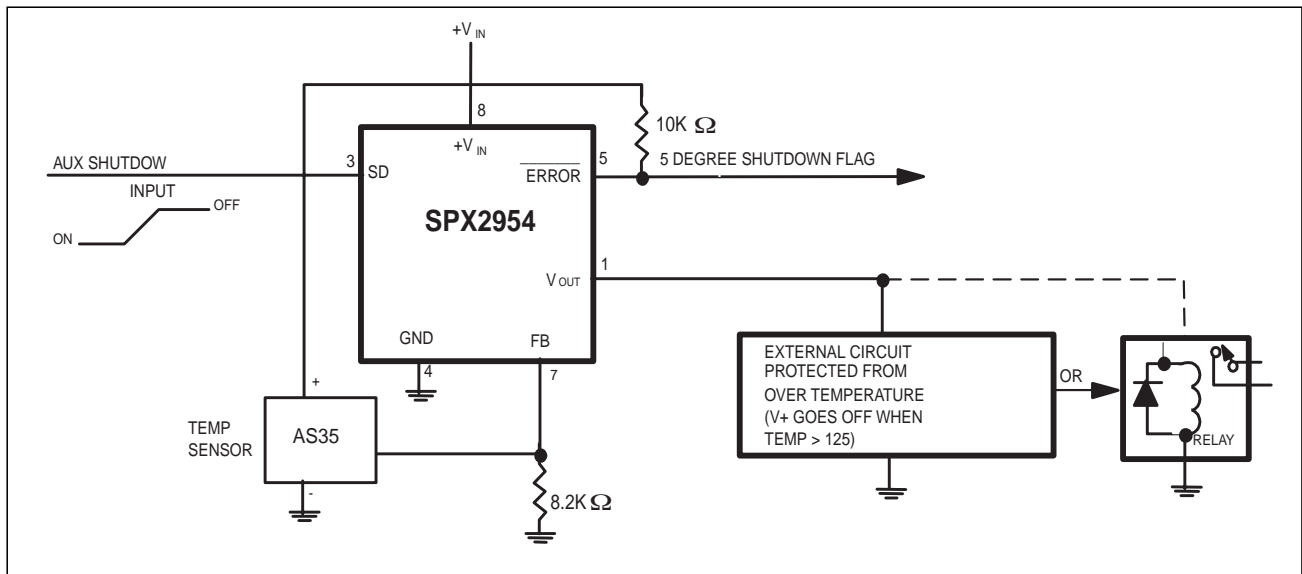 +V IN
8
10K Ω
+V IN
AUX SHUTDOW
3
SD
5
ERROR
5 DEGREE SHUTDOWN FLAG
INPUT
OFF
ON
SPX2954
1
V OUT
GND
FB
4
7
EXTERNAL CIRCUIT
PROTECTED FROM
OVER TEMPERATURE
(V+ GOES OFF WHEN
TEMP > 125)
OR
RELAY
+
TEMP
SENSOR
AS35
-
8.2K Ω